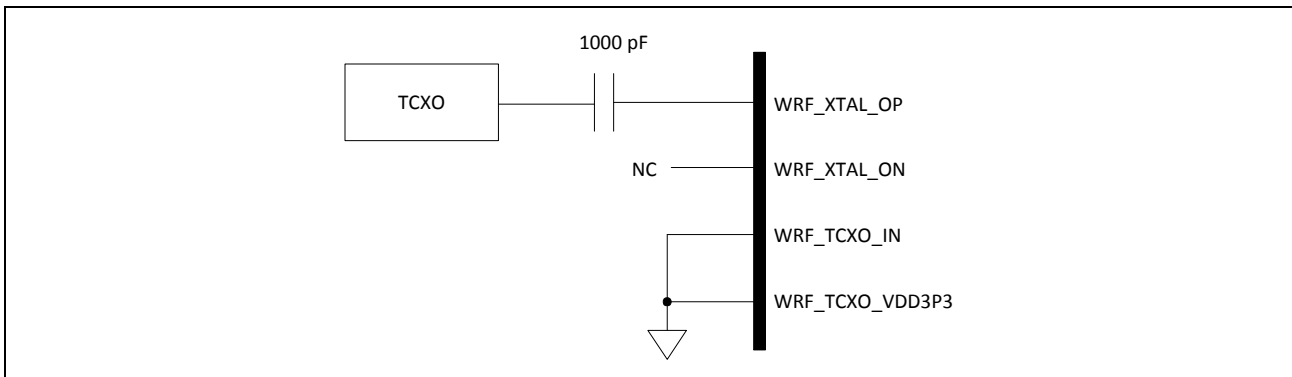 1000 pF
TCXO
WRF_XTAL_OP
NC
WRF_XTAL_ON
WRF_TCXO_IN
WRF_TCXO_VDD3P3